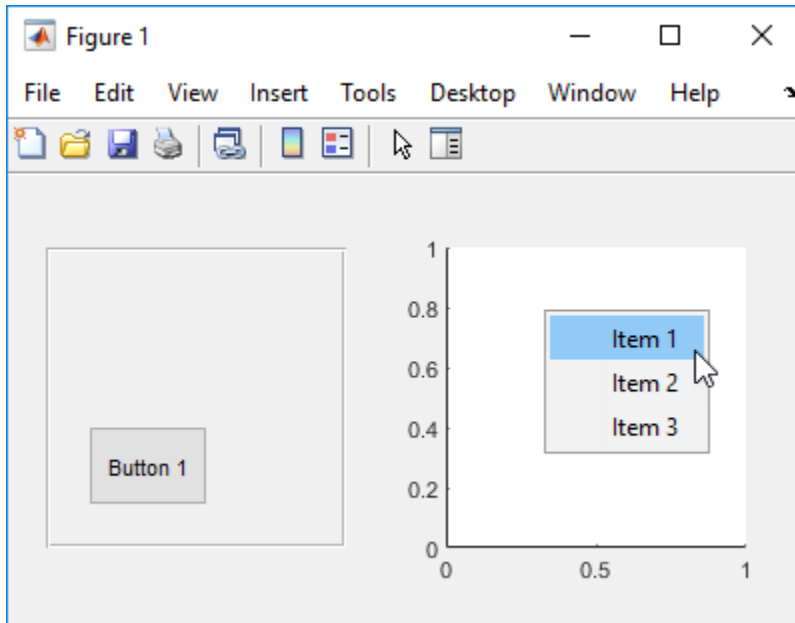 Figure 1
File Edit View Insert Tools Desktop Window Help
1
0.8
Item 1
0.6
Item 2
0.4
Item 3
Button 1
0.2
0
0 0.5 1